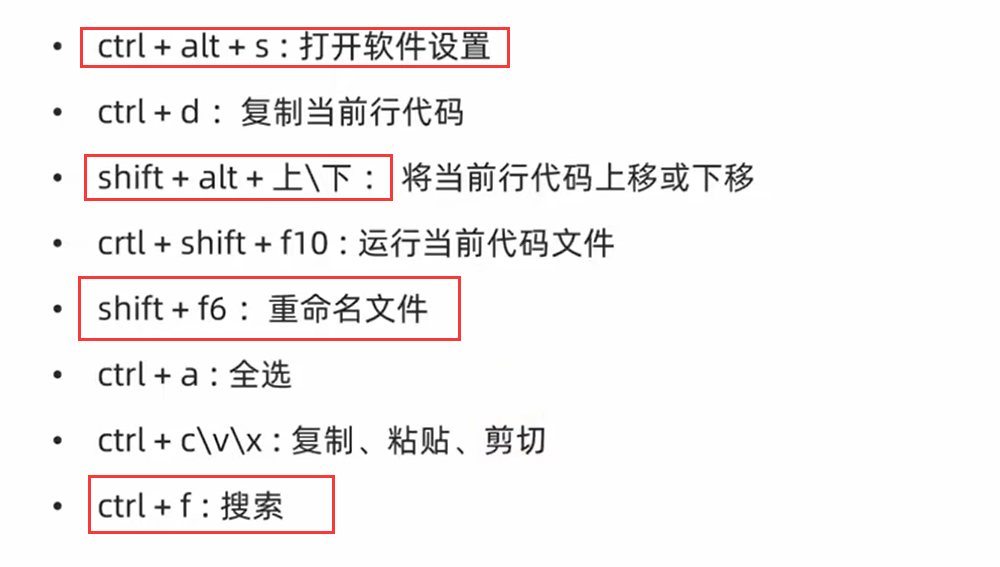 • ctrl + alt + s : 打开软件设置
• ctrl + d : 复制当前行代码
• shift + alt + 上\下 : 将当前行代码上移或下移
• crtl + shift + f10 : 运行当前代码文件
• shift + f6 : 重命名文件
• ctrl + a : 全选
• ctrl + c\v\x : 复制、粘贴、剪切
• ctrl + f : 搜索